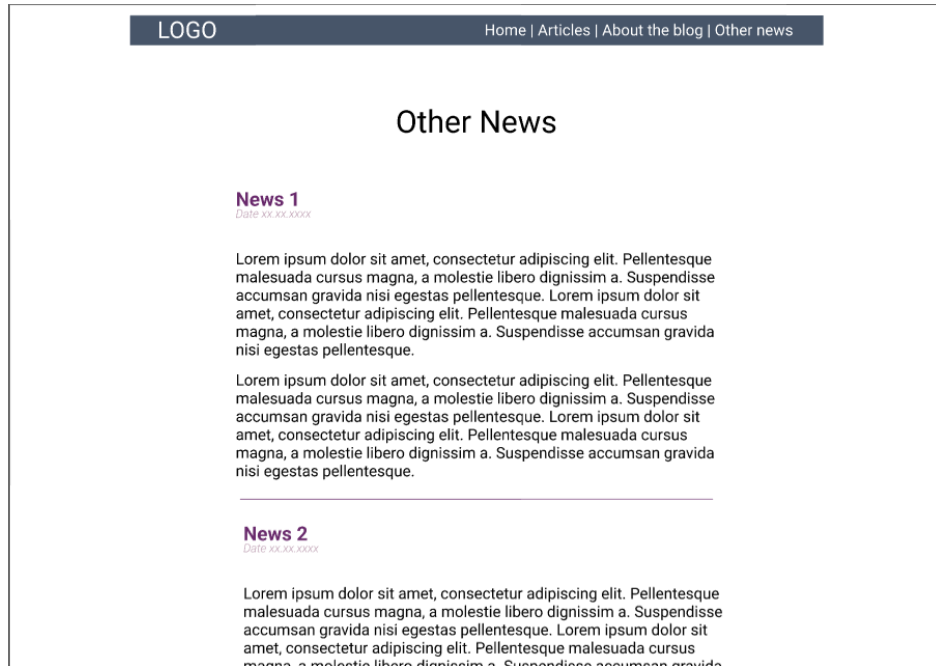 LOGO
Home | Articles | About the blog | Other news
Other News
News 1
Date xx.xx.xxxx
Lorem ipsum dolor sit amet, consectetur adipiscing elit. Pellentesque
malesuada cursus magna, a molestie libero dignissim a. Suspendisse
accumsan gravida nisi egestas pellentesque. Lorem ipsum dolor sit
amet, consectetur adipiscing elit. Pellentesque malesuada cursus
magna, a molestie libero dignissim a. Suspendisse accumsan gravida
nisi egestas pellentesque.
Lorem ipsum dolor sit amet, consectetur adipiscing elit. Pellentesque
malesuada cursus magna, a molestie libero dignissim a. Suspendisse
accumsan gravida nisi egestas pellentesque. Lorem ipsum dolor sit
amet, consectetur adipiscing elit. Pellentesque malesuada cursus
magna, a molestie libero dignissim a. Suspendisse accumsan gravida
nisi egestas pellentesque.
News 2
Date xx.xx.xxxx
Lorem ipsum dolor sit amet, consectetur adipiscing elit. Pellentesque
malesuada cursus magna, a molestie libero dignissim a. Suspendisse
accumsan gravida nisi egestas pellentesque. Lorem ipsum dolor sit
amet, consectetur adipiscing elit. Pellentesque malesuada cursus
magna, a molestie libero dignissim a. Suspendisse accumsan gravida